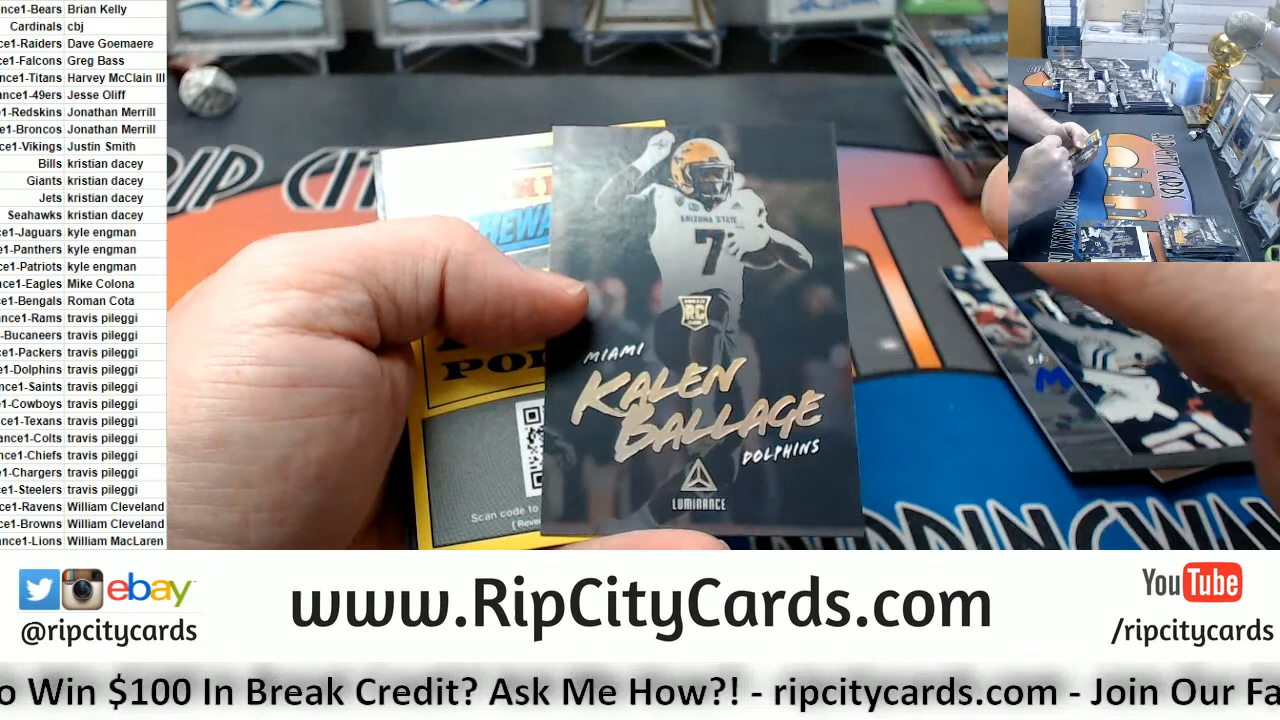 nce1-Bears Brian Kelly
Cardinals cbj
ce1-Raiders Dave Goemaere
ce1-Falcons Greg Bass
nce1-Titans Harvey McClain III
nce1-49ers Jesse Oliff
e1-Redskins Jonathan Merrill
e1-Broncos Jonathan Merrill
nce1-Vikings Justin Smith
Bills kristian dacey
Giants kristian dacey
Jets kristian dacey
Seahawks kristian dacey
ce1-Jaguars kyle engman
ce1-Panthers kyle engman
ce1-Patriots kyle engman
nce1-Eagles Mike Colona
ce1-Bengals Roman Cota
ance1-Rams travis pileggi
-Bucaneers travis pileggi
ce1-Packers travis pileggi
e1-Dolphins travis pileggi
nce1-Saints travis pileggi
e1-Cowboys travis pileggi
ce1-Texans travis pileggi
ance1-Colts travis pileggi
ance1-Chiefs travis pileggi
e1-Chargers travis pileggi
e1-Steelers travis pileggi
nce1-Ravens William Cleveland
nce1-Browns William Cleveland
ance1-Lions William MacLaren
RIP CIT
ARIZONA STATE
7
RC
MIAMI
KALEN
BALLAGE
DOLPHINS
LUMINANCE
Scan code to
ebay
@ripcitycards
www.RipCityCards.com
YouTube
/ripcitycards
o Win $100 In Break Credit? Ask Me How?! - ripcitycards.com - Join Our Fa